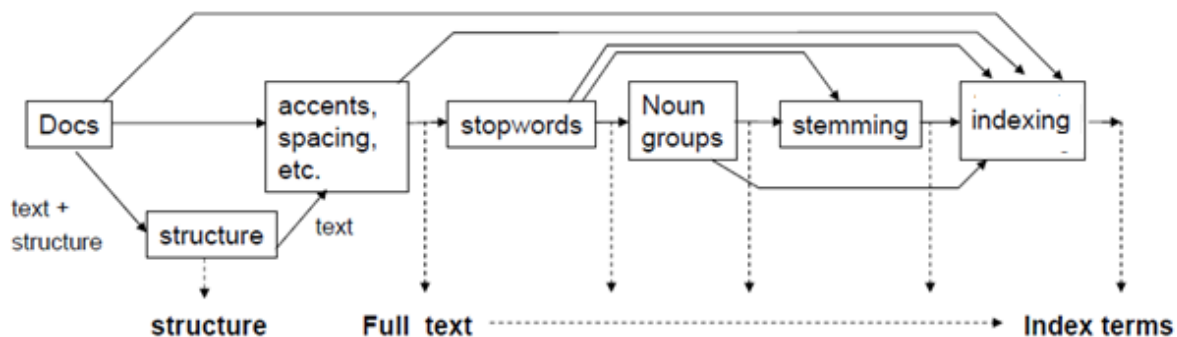 Docs
accents,
spacing,
etc.
stopwords
Noun
groups
stemming
indexing
text +
structure
structure
text
structure
Full text
Index terms